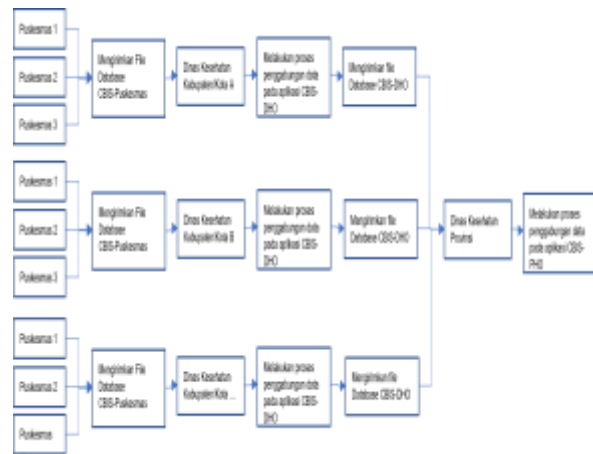 Puskesmas 1
Puskesmas 2
Puskesmas 3
Mengirimkan File
Database
CBIS-Puskesmas
Dinas Kesehatan
Kabupaten Kota A
Melakukan proses
penggabungan data
pada aplikasi CBIS-
DHO
Mengirimkan file
Database CBIS-DHO
Puskesmas 1
Puskesmas 2
Puskesmas 3
Mengirimkan File
Database
CBIS-Puskesmas
Dinas Kesehatan
Kabupaten Kota B
Melakukan proses
penggabungan data
pada aplikasi CBIS-
DHO
Mengirimkan file
Database CBIS-DHO
Dinas Kesehatan
Provinsi
Melakukan proses
penggabungan data
pada aplikasi CBIS-
PHO
Puskesmas 1
Puskesmas 2
Puskesmas
Mengirimkan File
Database
CBIS-Puskesmas
Dinas Kesehatan
Kabupaten Kota ...
Melakukan proses
penggabungan data
pada aplikasi CBIS-
DHO
Mengirimkan file
Database CBIS-DHO